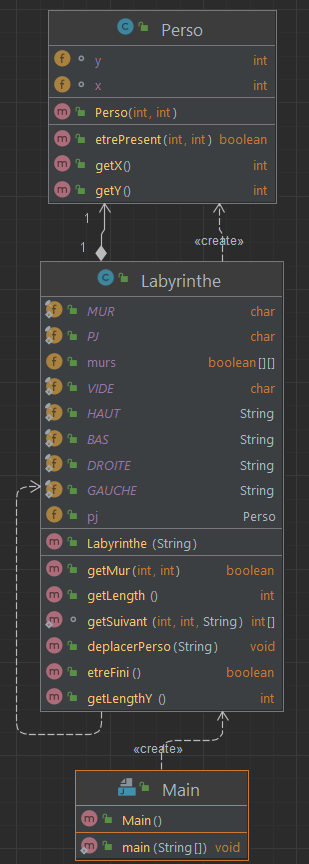 Perso
y int
x int
Perso(int, int)
etrePresent(int, int) boolean
getX() int
getY() int
1
«create»
1
Labyrinthe
MUR char
PJ char
murs boolean[][]
VIDE char
HAUT String
BAS String
DROITE String
GAUCHE String
pj Perso
Labyrinthe (String)
getMur(int, int) boolean
getLength () int
getSuivant (int, int, String) int[]
deplacerPerso(String) void
etreFini() boolean
getLengthY () int
«create»
Main
Main()
main (String[]) void